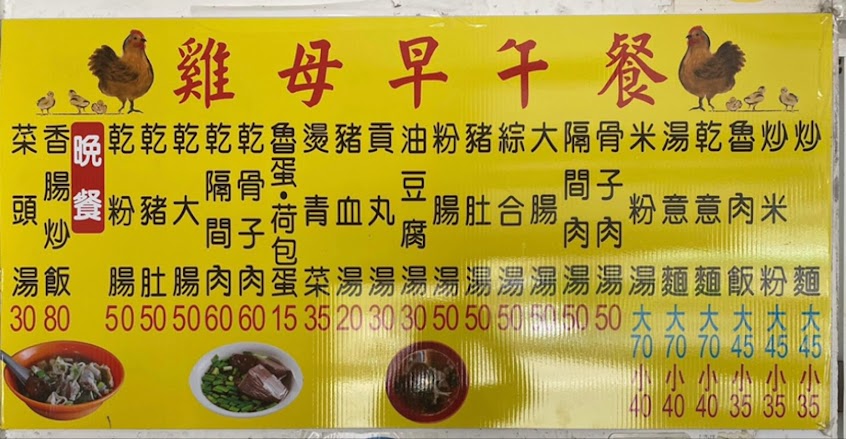 雞母早午餐
炒麵 大45 小35
炒米粉 大45 小35
魯肉飯 大45 小35
乾意麵 大70 小40
湯意麵 大70 小40
米粉湯 大70 小40
骨子肉湯 50
隔間肉湯 50
大腸湯 50
綜合湯 50
豬肚湯 50
粉腸湯 50
油豆腐湯 30
貢丸湯 30
豬血湯 20
燙青菜 35
魯蛋·荷包蛋 15
乾骨子肉 60
乾隔間肉 60
乾大腸 50
乾豬肚 50
乾粉腸 50
晚餐
香腸炒飯 80
菜頭湯 30